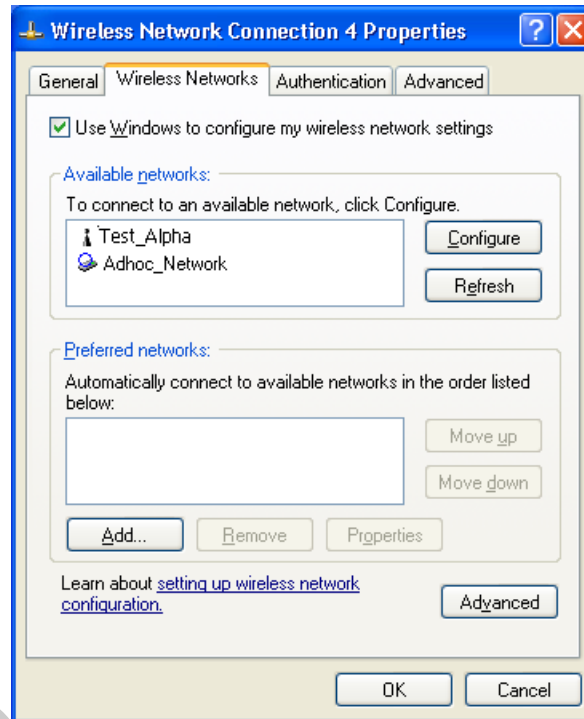 Wireless Network Connection 4 Properties
General Wireless Networks Authentication Advanced
Use Windows to configure my wireless network settings
Available networks:
To connect to an available network, click Configure.
Test_Alpha
Adhoc_Network
Configure
Refresh
Preferred networks:
Automatically connect to available networks in the order listed
below:
Move up
Move down
Add... Remove Properties
Learn about setting up wireless network
configuration.
Advanced
OK Cancel